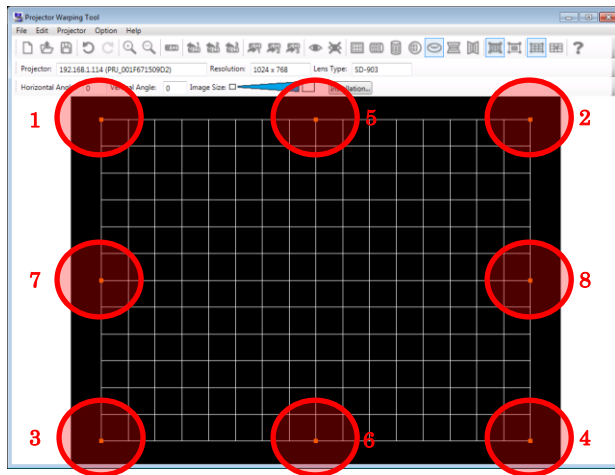 Projector Warping Tool
File Edit Projector Option Help
Projector: 192.168.1.114 (PRJ_001F671509D2) Resolution: 1024 x 768 Lens Type: SD-903
Horizontal Angle: 0 Vertical Angle: 0 Image Size: Installation...
1 5 2
7 8
3 6 4